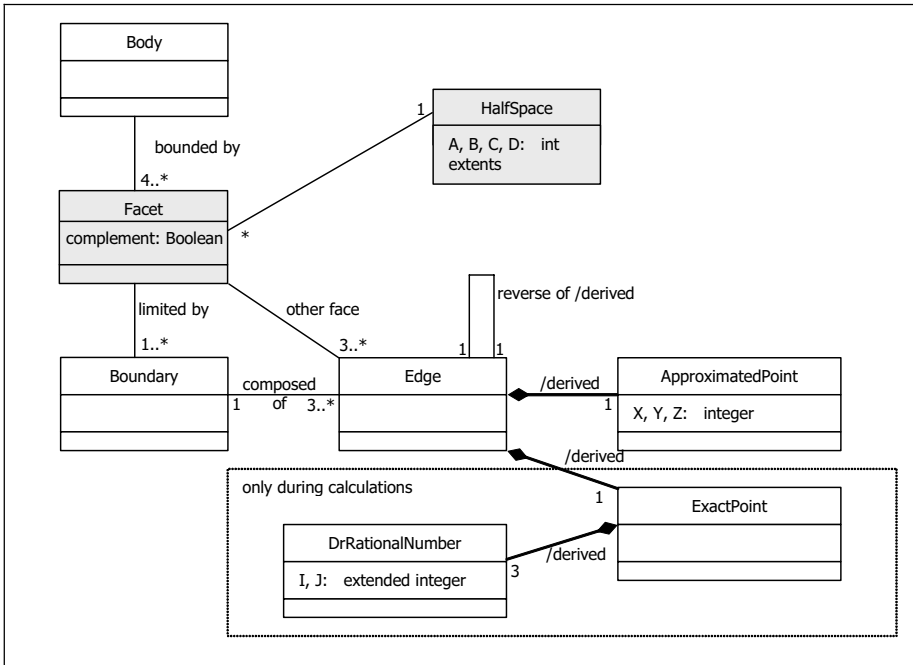 Body
bounded by
4..*
1
HalfSpace
A, B, C, D: int
extents
Facet
complement: Boolean
*
limited by
other face
reverse of /derived
1..*
3..*
1
1
Boundary
composed
of
1
3..*
Edge
/derived
1
ApproximatedPoint
X, Y, Z: integer
/derived
only during calculations
1
ExactPoint
DrRationalNumber
/derived
3
I, J: extended integer